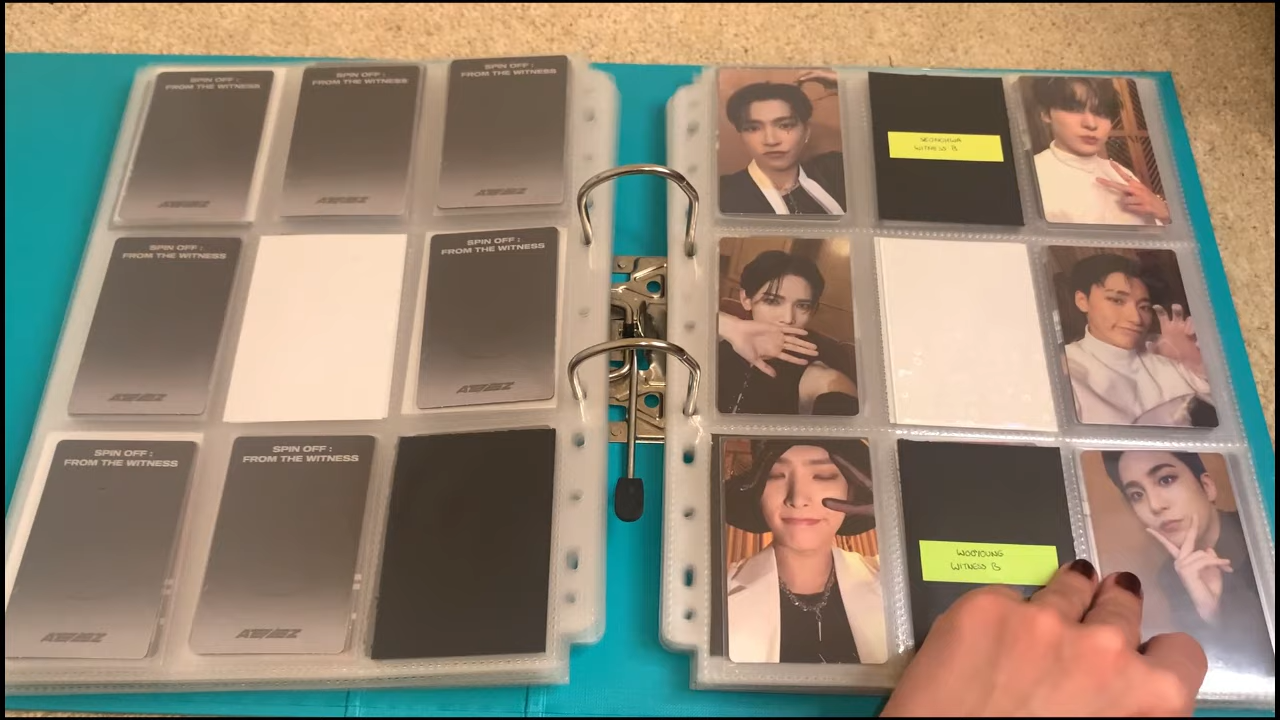 SPIN OFF :
FROM THE WITNESS
ATEEZ
SPIN OFF :
FROM THE WITNESS
ATEEZ
SPIN OFF :
FROM THE WITNESS
ATEEZ
SPIN OFF :
FROM THE WITNESS
ATEEZ
SPIN OFF :
FROM THE WITNESS
ATEEZ
SPIN OFF :
FROM THE WITNESS
ATEEZ
SPIN OFF :
FROM THE WITNESS
ATEEZ
WITNESS B
WOOYOUNG
WITNESS B